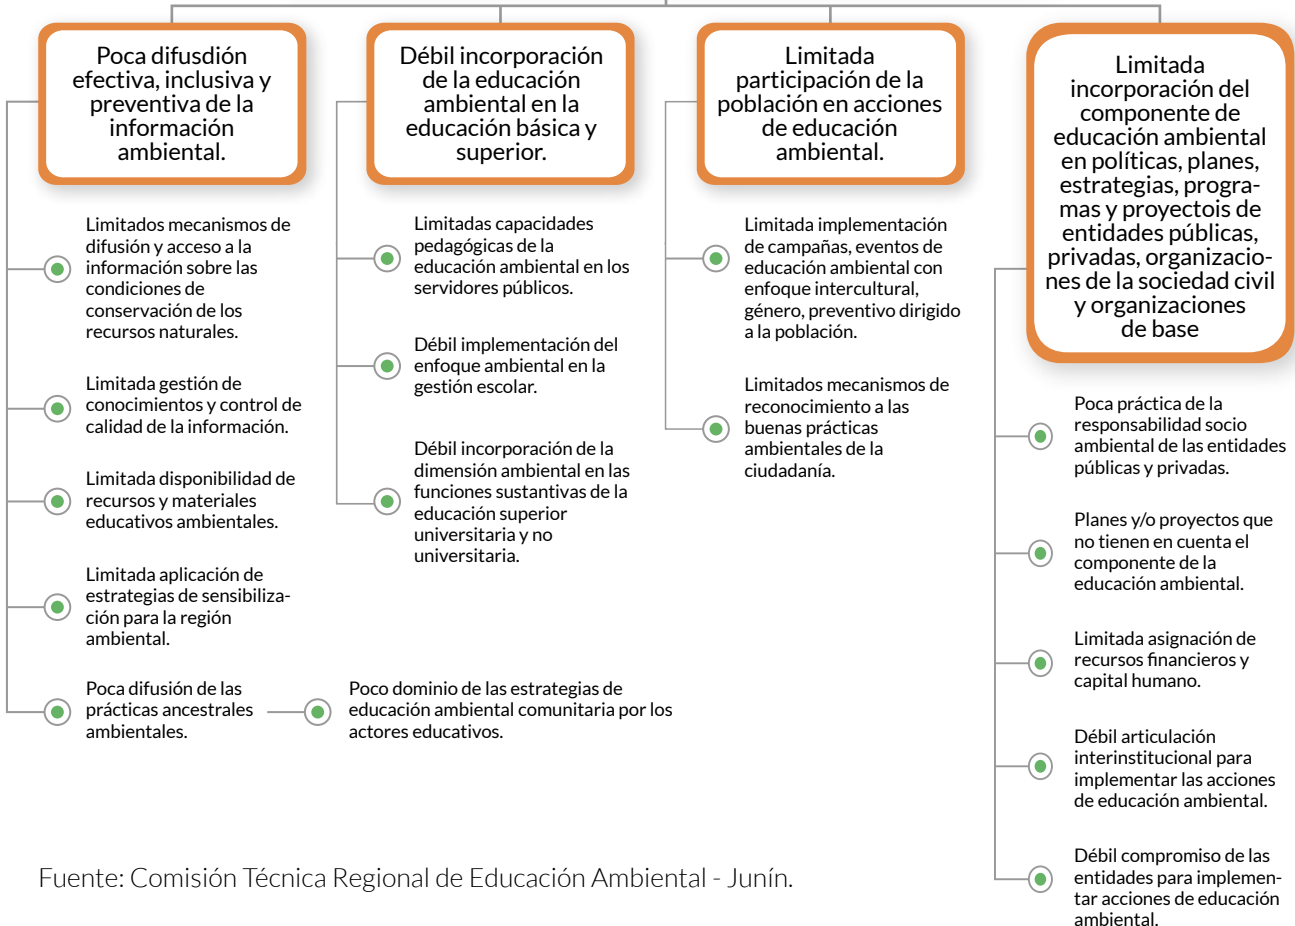 Poca difusdión
efectiva, inclusiva y
preventiva de la
información
ambiental.
Limitados mecanismos de
difusión y acceso a la
información sobre las
condiciones de
conservación de los
recursos naturales.
Limitada gestión de
conocimientos y control de
calidad de la información.
Limitada disponibilidad de
recursos y materiales
educativos ambientales.
Limitada aplicación de
estrategias de sensibiliza-
ción para la región
ambiental.
Poca difusión de las
prácticas ancestrales
ambientales.
Poco dominio de las estrategias de
educación ambiental comunitaria por los
actores educativos.
Débil incorporación
de la educación
ambiental en la
educación básica y
superior.
Limitadas capacidades
pedagógicas de la
educación ambiental en los
servidores públicos.
Débil implementación del
enfoque ambiental en la
gestión escolar.
Débil incorporación de la
dimensión ambiental en las
funciones sustantivas de la
educación superior
universitaria y no
universitaria.
Limitada
participación de la
población en acciones
de educación
ambiental.
Limitada implementación
de campañas, eventos de
educación ambiental con
enfoque intercultural,
género, preventivo dirigido
a la población.
Limitados mecanismos de
reconocimiento a las
buenas prácticas
ambientales de la
ciudadanía.
Limitada
incorporación del
componente de
educación ambiental
en políticas, planes,
estrategias, progra-
mas y proyectois de
entidades públicas,
privadas, organizacio-
nes de la sociedad civil
y organizaciones
de base
Poca práctica de la
responsabilidad socio
ambiental de las entidades
públicas y privadas.
Planes y/o proyectos que
no tienen en cuenta el
componente de la
educación ambiental.
Limitada asignación de
recursos financieros y
capital humano.
Débil articulación
interinstitucional para
implementar las acciones
de educación ambiental.
Débil compromiso de las
entidades para implemen-
tar acciones de educación
ambiental.
Fuente: Comisión Técnica Regional de Educación Ambiental - Junín.